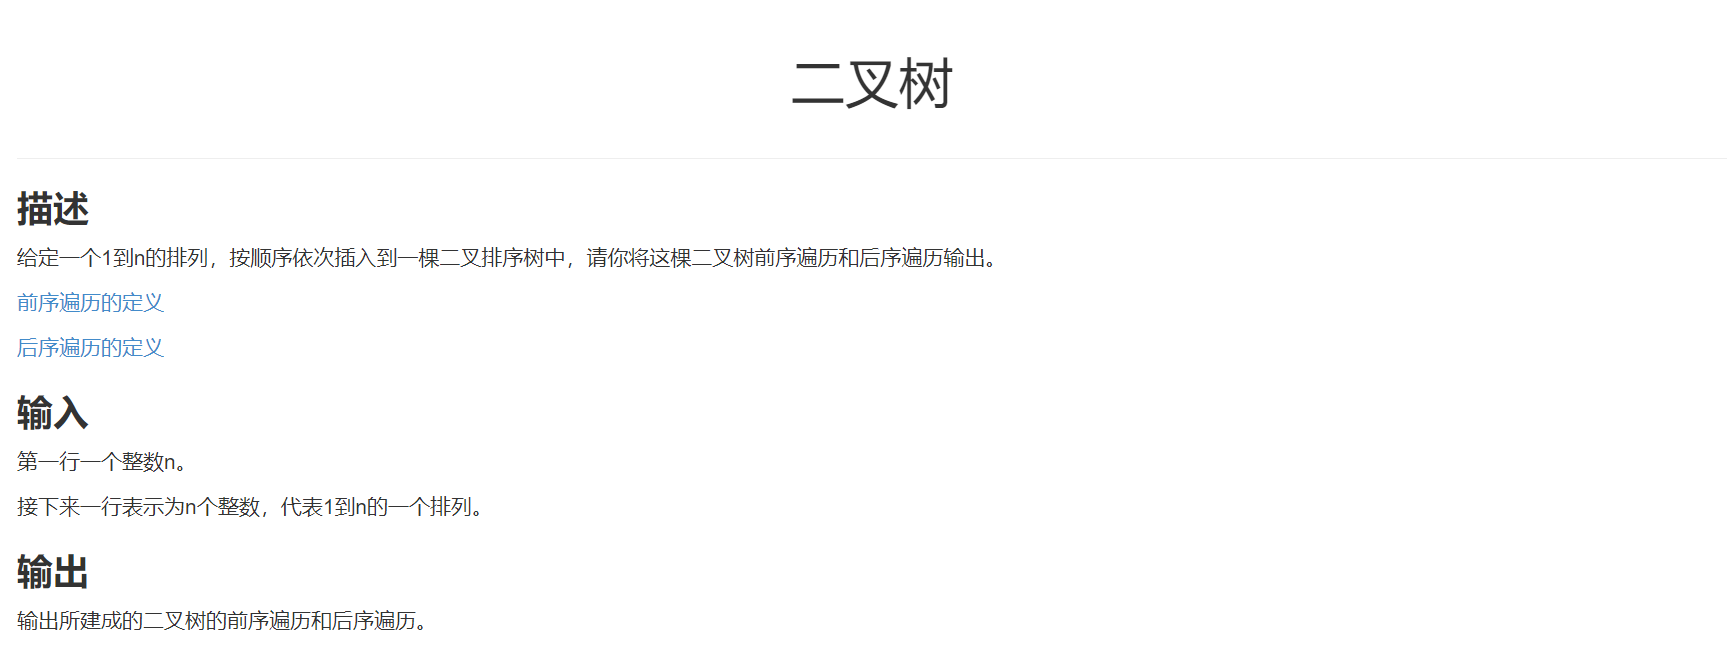 二叉树
描述
给定一个1到n的排列，按顺序依次插入到一棵二叉排序树中，请你将这棵二叉树前序遍历和后序遍历输出。
前序遍历的定义
后序遍历的定义
输入
第一行一个整数n。
接下来一行表示为n个整数，代表1到n的一个排列。
输出
输出所建成的二叉树的前序遍历和后序遍历。